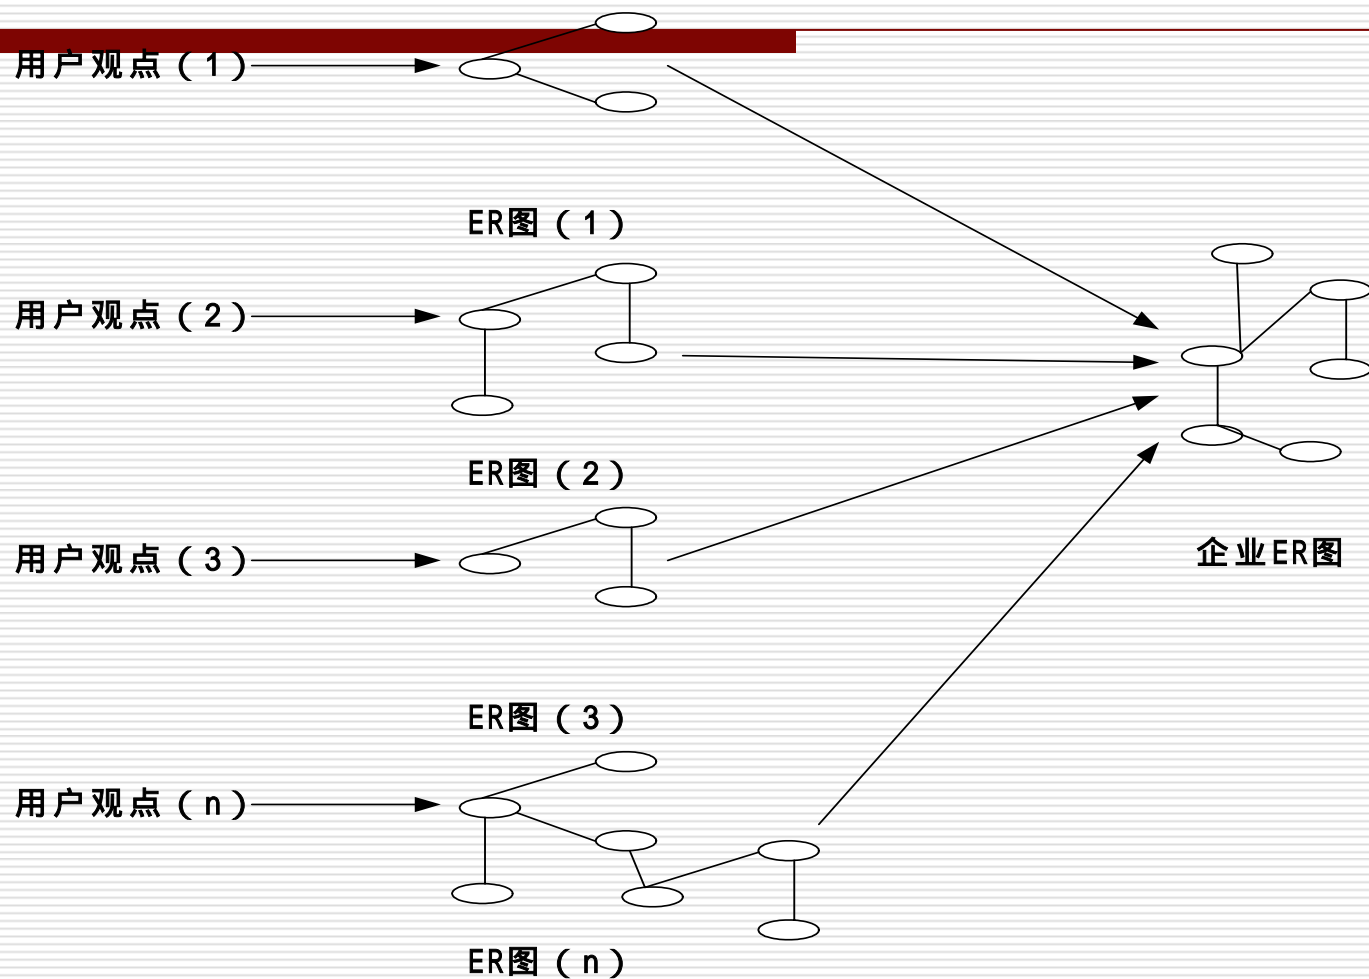 用户观点（1）
ER图（1）
用户观点（2）
ER图（2）
用户观点（3）
企业ER图
ER图（3）
用户观点（n）
ER图（n）